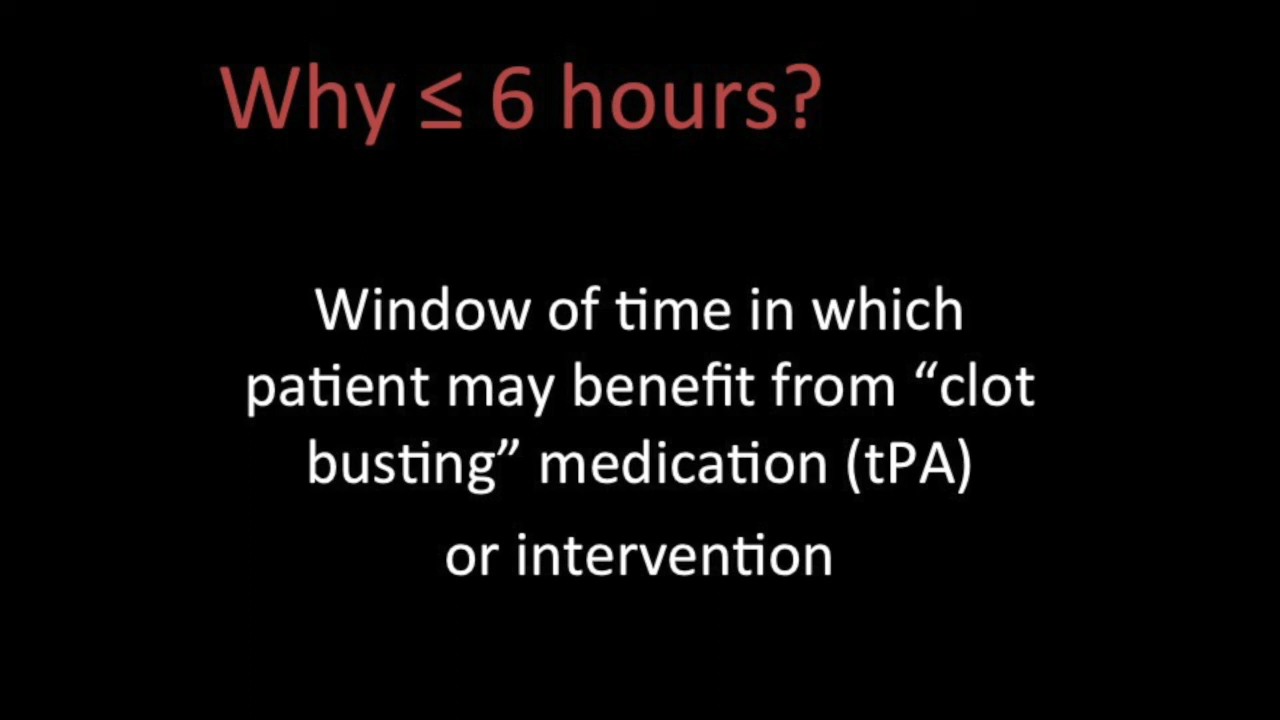 Why ≤ 6 hours?
Window of time in which
patient may benefit from “clot
busting” medication (tPA)
or intervention